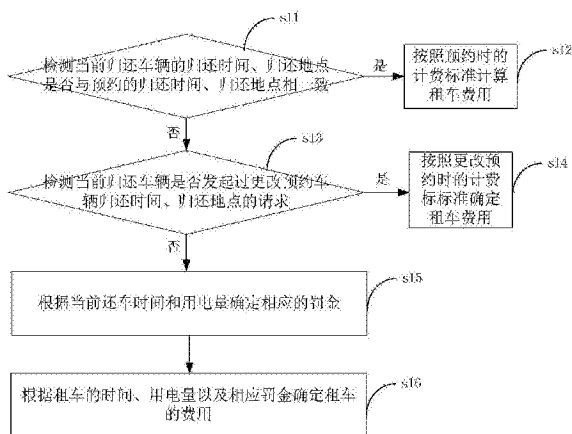 s11
检测当前归还车辆的归还时间、归还地点
是否与预约的归还时间、归还地点相一致
是
s12
按照预约时的
计费标准计算
租车费用
否
s13
检测当前归还车辆是否发起过更改预约车
辆归还时间、归还地点的请求
是
s14
按照更改预
约时的计费
标标准确定
租车费用
否
s15
根据当前还车时间和用电量确定相应的罚金
s16
根据租车的时间、用电量以及相应罚金确定租车
的费用